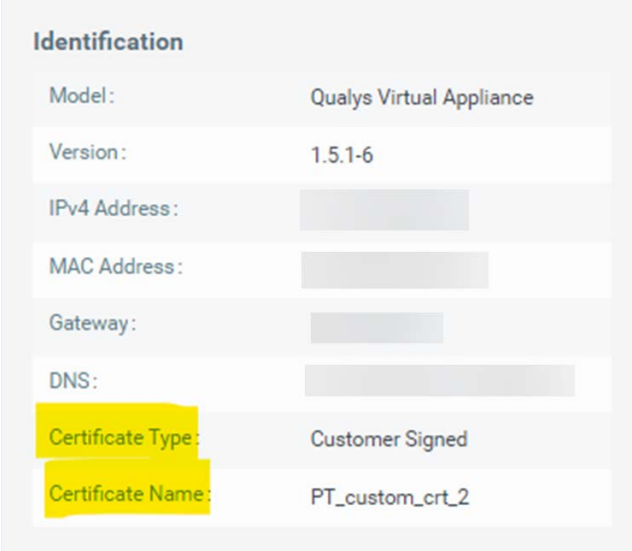 Identification
Model: Qualys Virtual Appliance
Version: 1.5.1-6
IPv4 Address:
MAC Address:
Gateway:
DNS:
Certificate Type: Customer Signed
Certificate Name: PT_custom_crt_2